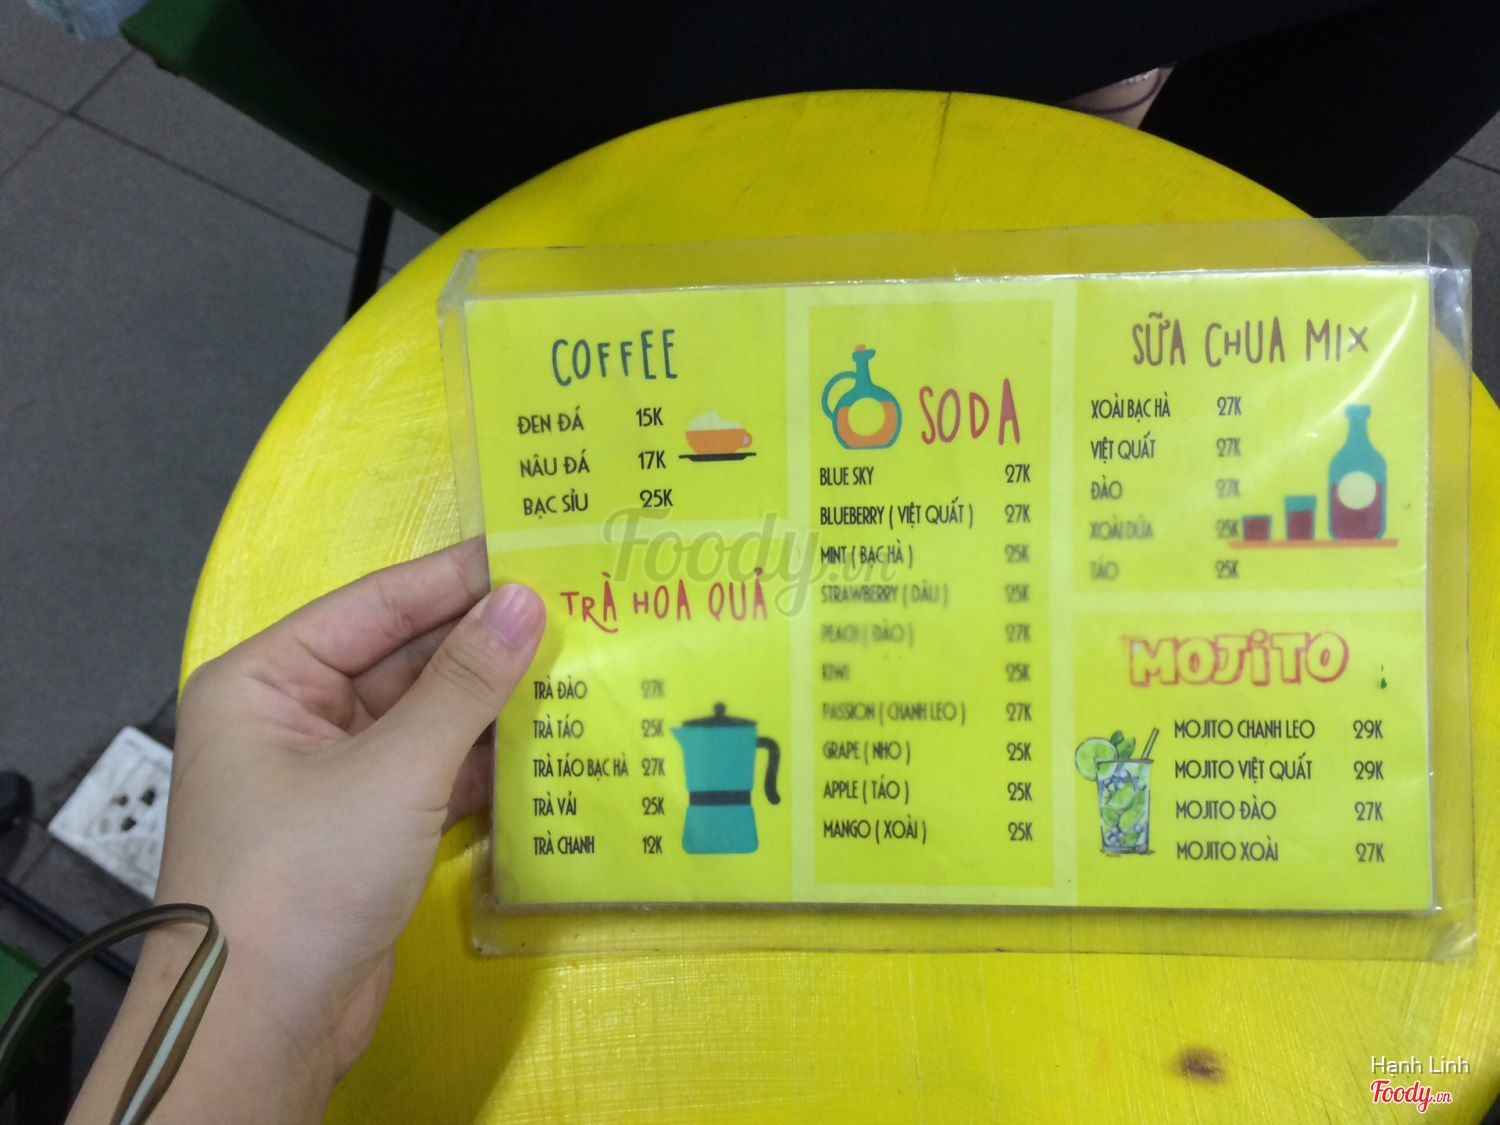 COFFEE
ĐEN ĐÁ 15K
NÂU ĐÁ 17K
BẠC SỈU 25K
TRÀ HOA QUẢ
TRÀ ĐÀO 27K
TRÀ TÁO 25K
TRÀ TÁO BẠC HÀ 27K
TRÀ VẢI 25K
TRÀ CHANH 12K
SODA
BLUE SKY 27K
BLUEBERRY ( VIỆT QUẤT ) 27K
MINT ( BẠC HÀ ) 25K
STRAWBERRY ( DÂU ) 25K
PEACH ( ĐÀO ) 27K
KIWI 25K
PASSION ( CHANH LEO ) 27K
GRAPE ( NHO ) 25K
APPLE ( TÁO ) 25K
MANGO ( XOÀI ) 25K
SỮA CHUA MIX
XOÀI BẠC HÀ 27K
VIỆT QUẤT 27K
ĐÀO 27K
XOÀI DỨA 25K
TÁO 25K
MOJITO
MOJITO CHANH LEO 29K
MOJITO VIỆT QUẤT 29K
MOJITO ĐÀO 27K
MOJITO XOÀI 27K
Foody.vn
Hạnh Linh
Foody.vn